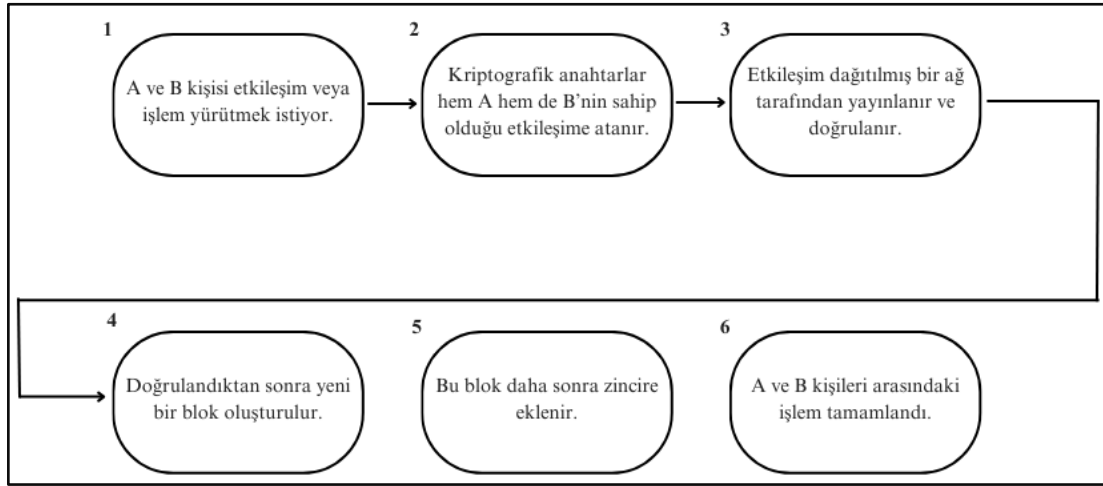 1
A ve B kişisi etkileşim veya
işlem yürütmek istiyor.
2
Kriptografik anahtarlar
hem A hem de B’nin sahip
olduğu etkileşime atanır.
3
Etkileşim dağıtılmış bir ağ
tarafından yayınlanır ve
doğrulanır.
4
Doğrulandıktan sonra yeni
bir blok oluşturulur.
5
Bu blok daha sonra zincire
eklenir.
6
A ve B kişileri arasındaki
işlem tamamlandı.